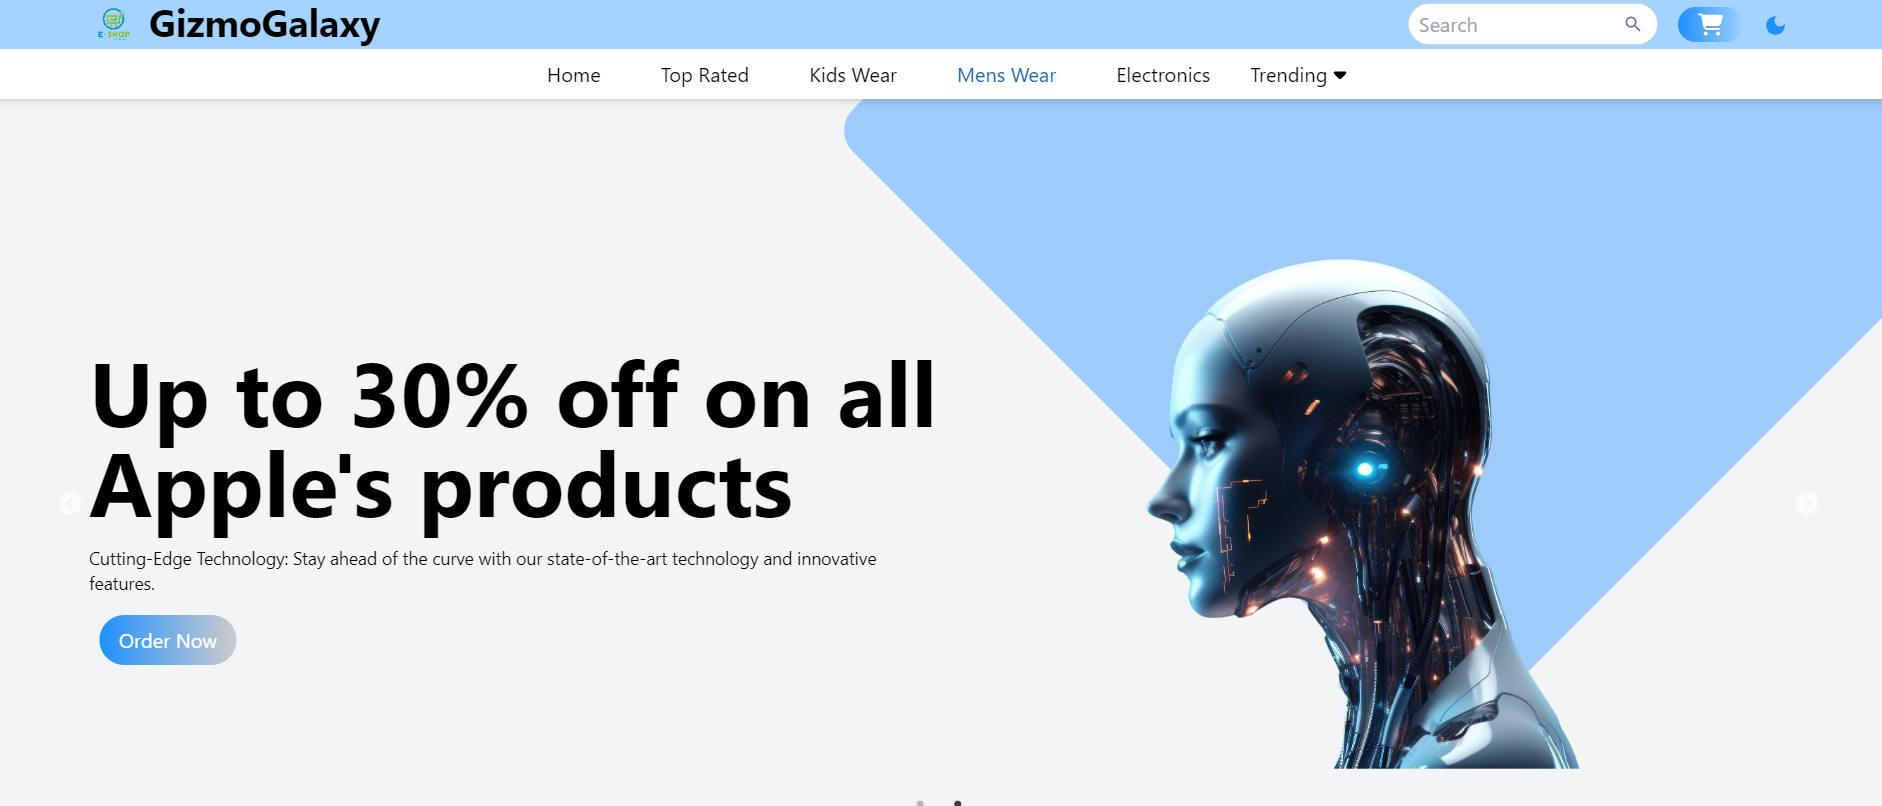 E-SHOP
GizmoGalaxy
Search
Home
Top Rated
Kids Wear
Mens Wear
Electronics
Trending
Up to 30% off on all
Apple's products
Cutting-Edge Technology: Stay ahead of the curve with our state-of-the-art technology and innovative
features.
Order Now